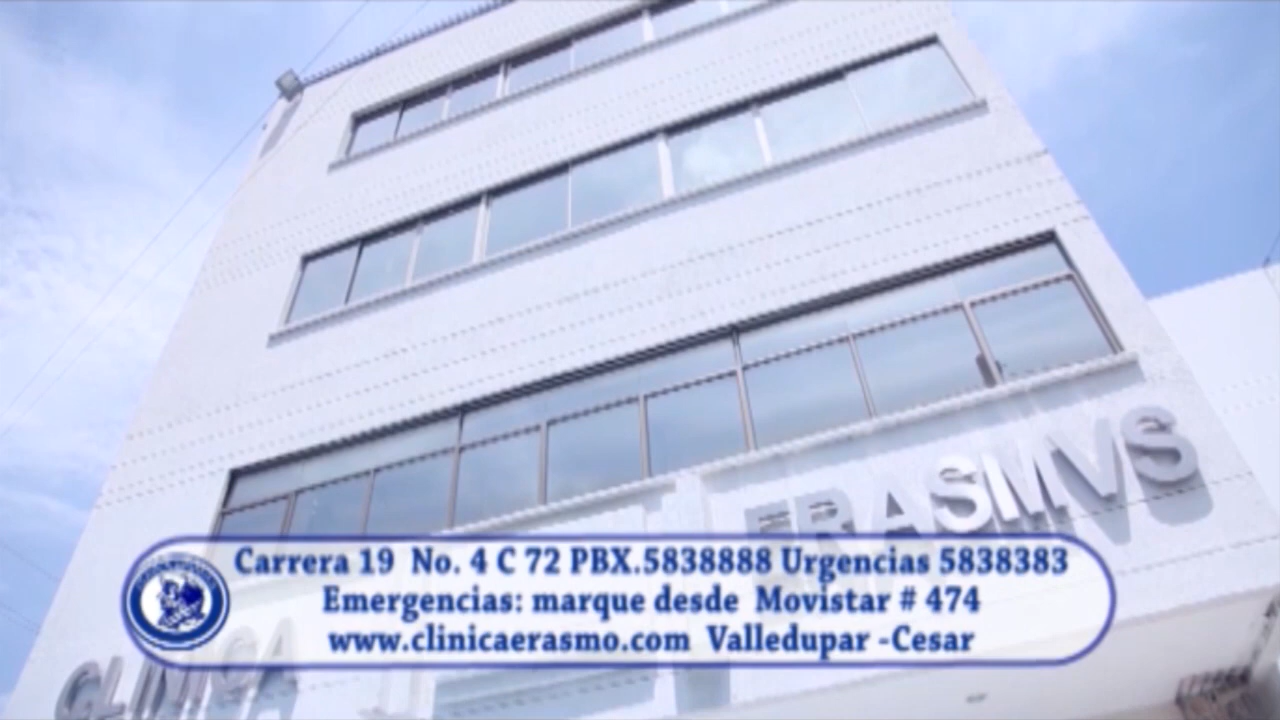 ERASMVS
CLINICA
Carrera 19 No. 4 C 72 PBX.5838888 Urgencias 5838383
Emergencias: marque desde Movistar # 474
www.clinicaerasmo.com Valledupar -Cesar